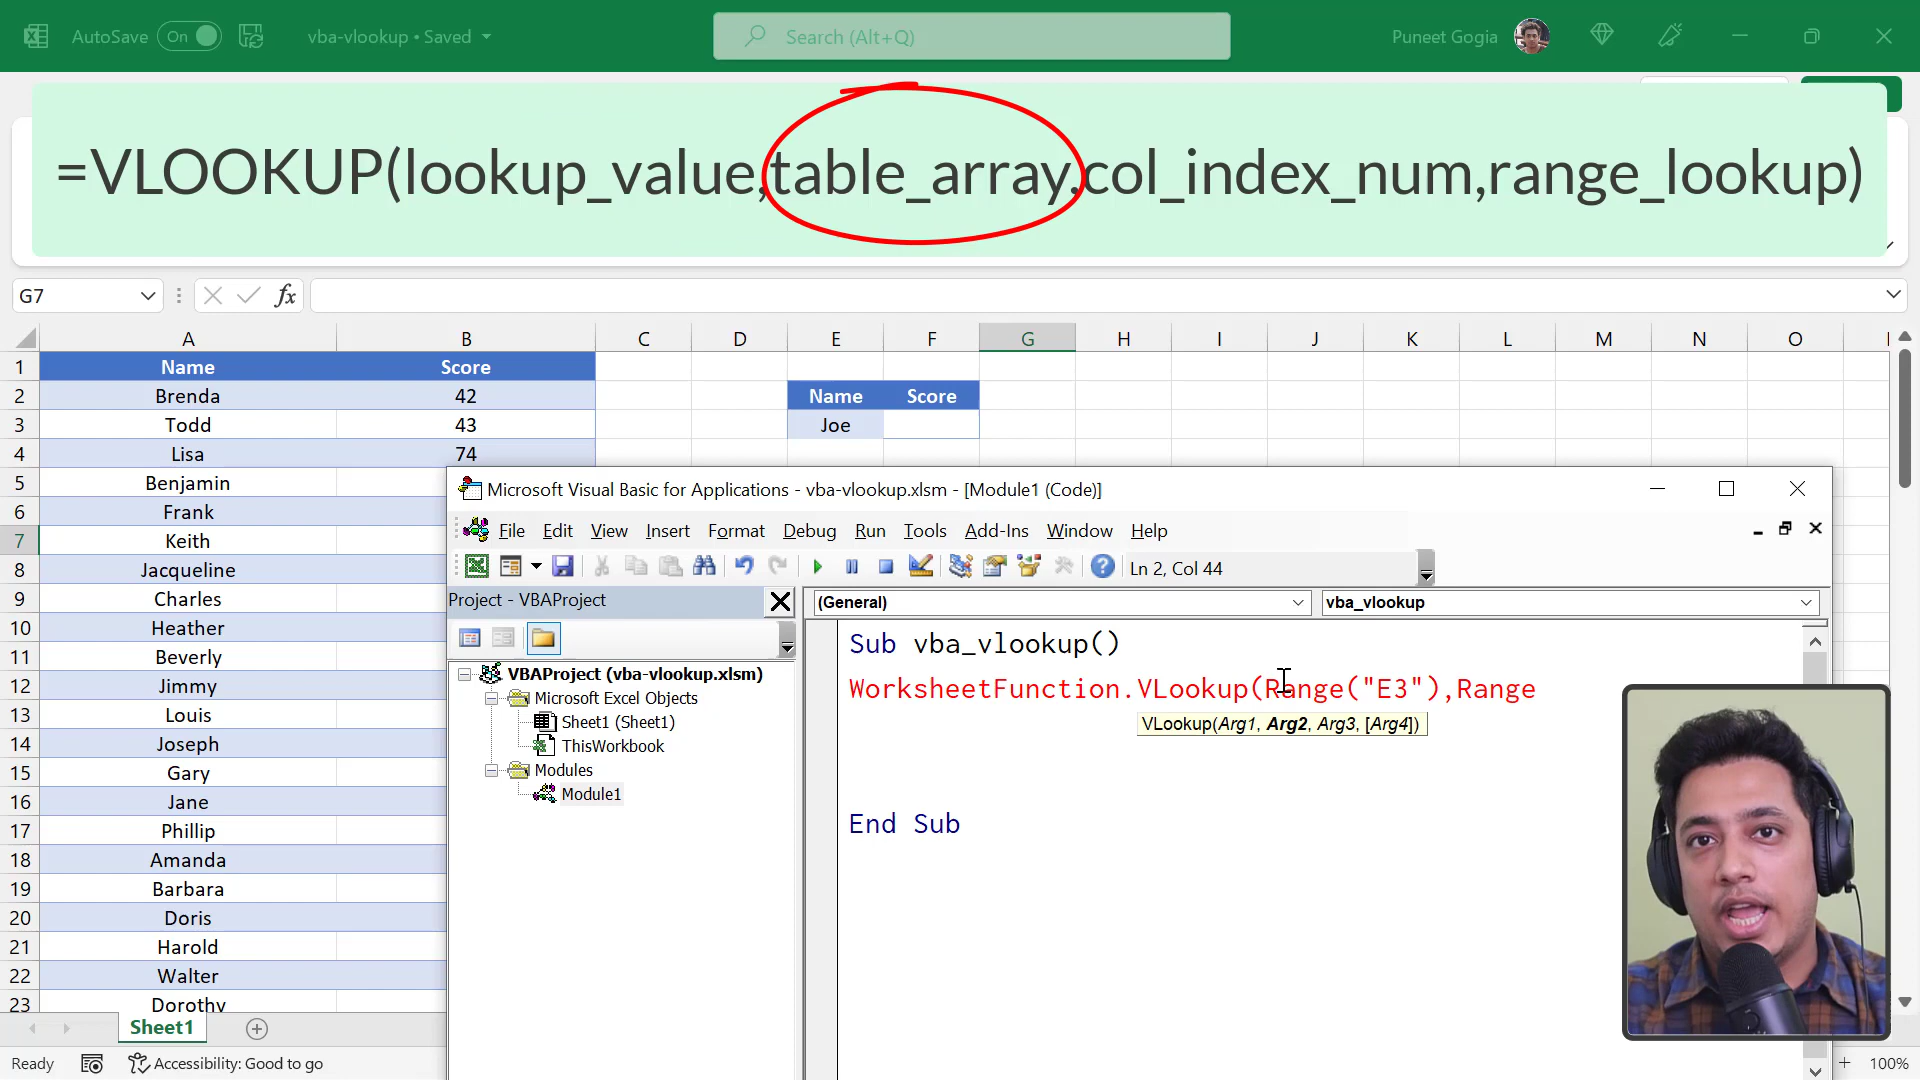 AutoSave On vba-vlookup • Saved Search (Alt+Q) Puneet Gogia
=VLOOKUP(lookup_value,table_array,col_index_num,range_lookup)
G7 fx
A B C D E F G H I J K L M N O
1 Name Score
2 Brenda 42 Name Score
3 Todd 43 Joe
4 Lisa 74
5 Benjamin
6 Frank
7 Keith
8 Jacqueline
9 Charles
10 Heather
11 Beverly
12 Jimmy
13 Louis
14 Joseph
15 Gary
16 Jane
17 Phillip
18 Amanda
19 Barbara
20 Doris
21 Harold
22 Walter
23 Dorothy
Microsoft Visual Basic for Applications - vba-vlookup.xlsm - [Module1 (Code)]
File Edit View Insert Format Debug Run Tools Add-Ins Window Help
Ln 2, Col 44
Project - VBAProject
VBAProject (vba-vlookup.xlsm)
Microsoft Excel Objects
Sheet1 (Sheet1)
ThisWorkbook
Modules
Module1
(General) vba_vlookup
Sub vba_vlookup()
WorksheetFunction.VLookup(Range("E3"),Range
VLookup(Arg1, Arg2, Arg3, [Arg4])
End Sub
Sheet1
Ready Accessibility: Good to go 100%